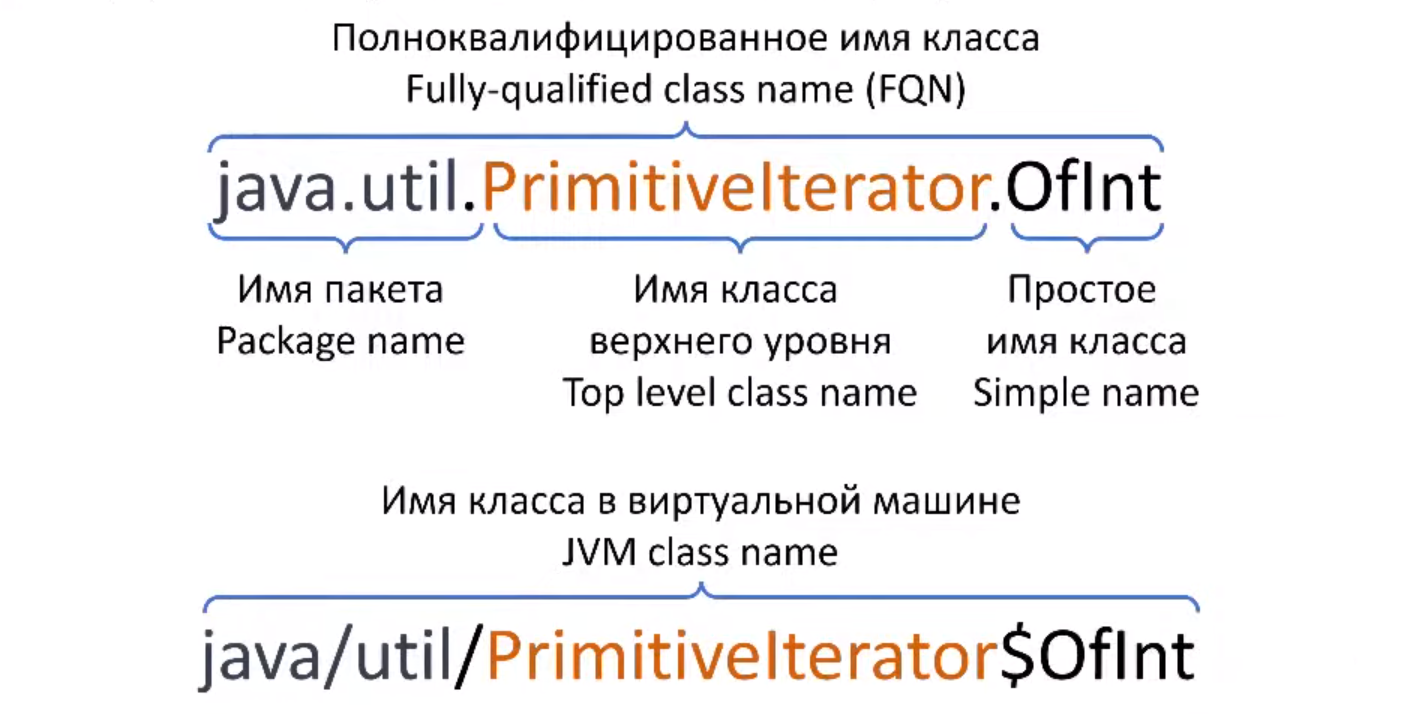 Полноквалифицированное имя класса
Fully-qualified class name (FQN)
java.util.PrimitiveIterator.OfInt
Имя пакета
Package name
Имя класса
верхнего уровня
Top level class name
Простое
имя класса
Simple name
Имя класса в виртуальной машине
JVM class name
java/util/PrimitiveIterator$OfInt